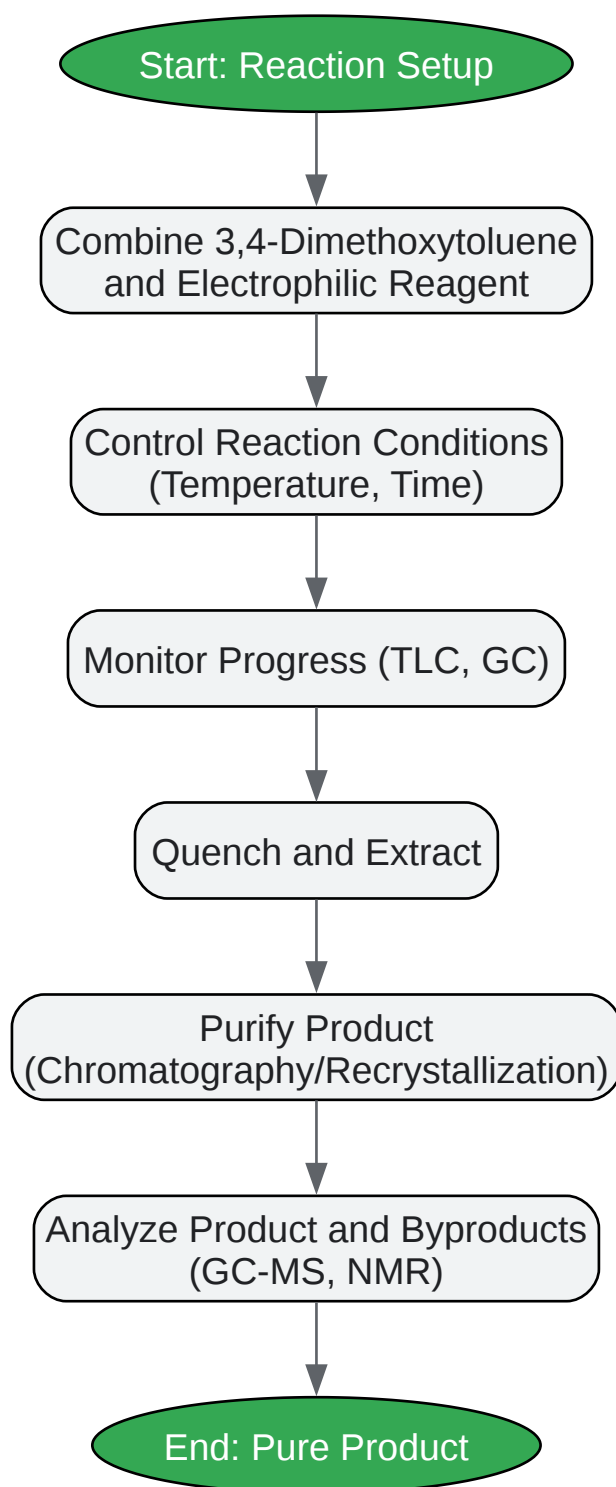 Start: Reaction Setup
Combine 3,4-Dimethoxytoluene
and Electrophilic Reagent
Control Reaction Conditions
(Temperature, Time)
Monitor Progress (TLC, GC)
Quench and Extract
Purify Product
(Chromatography/Recrystallization)
Analyze Product and Byproducts
(GC-MS, NMR)
End: Pure Product